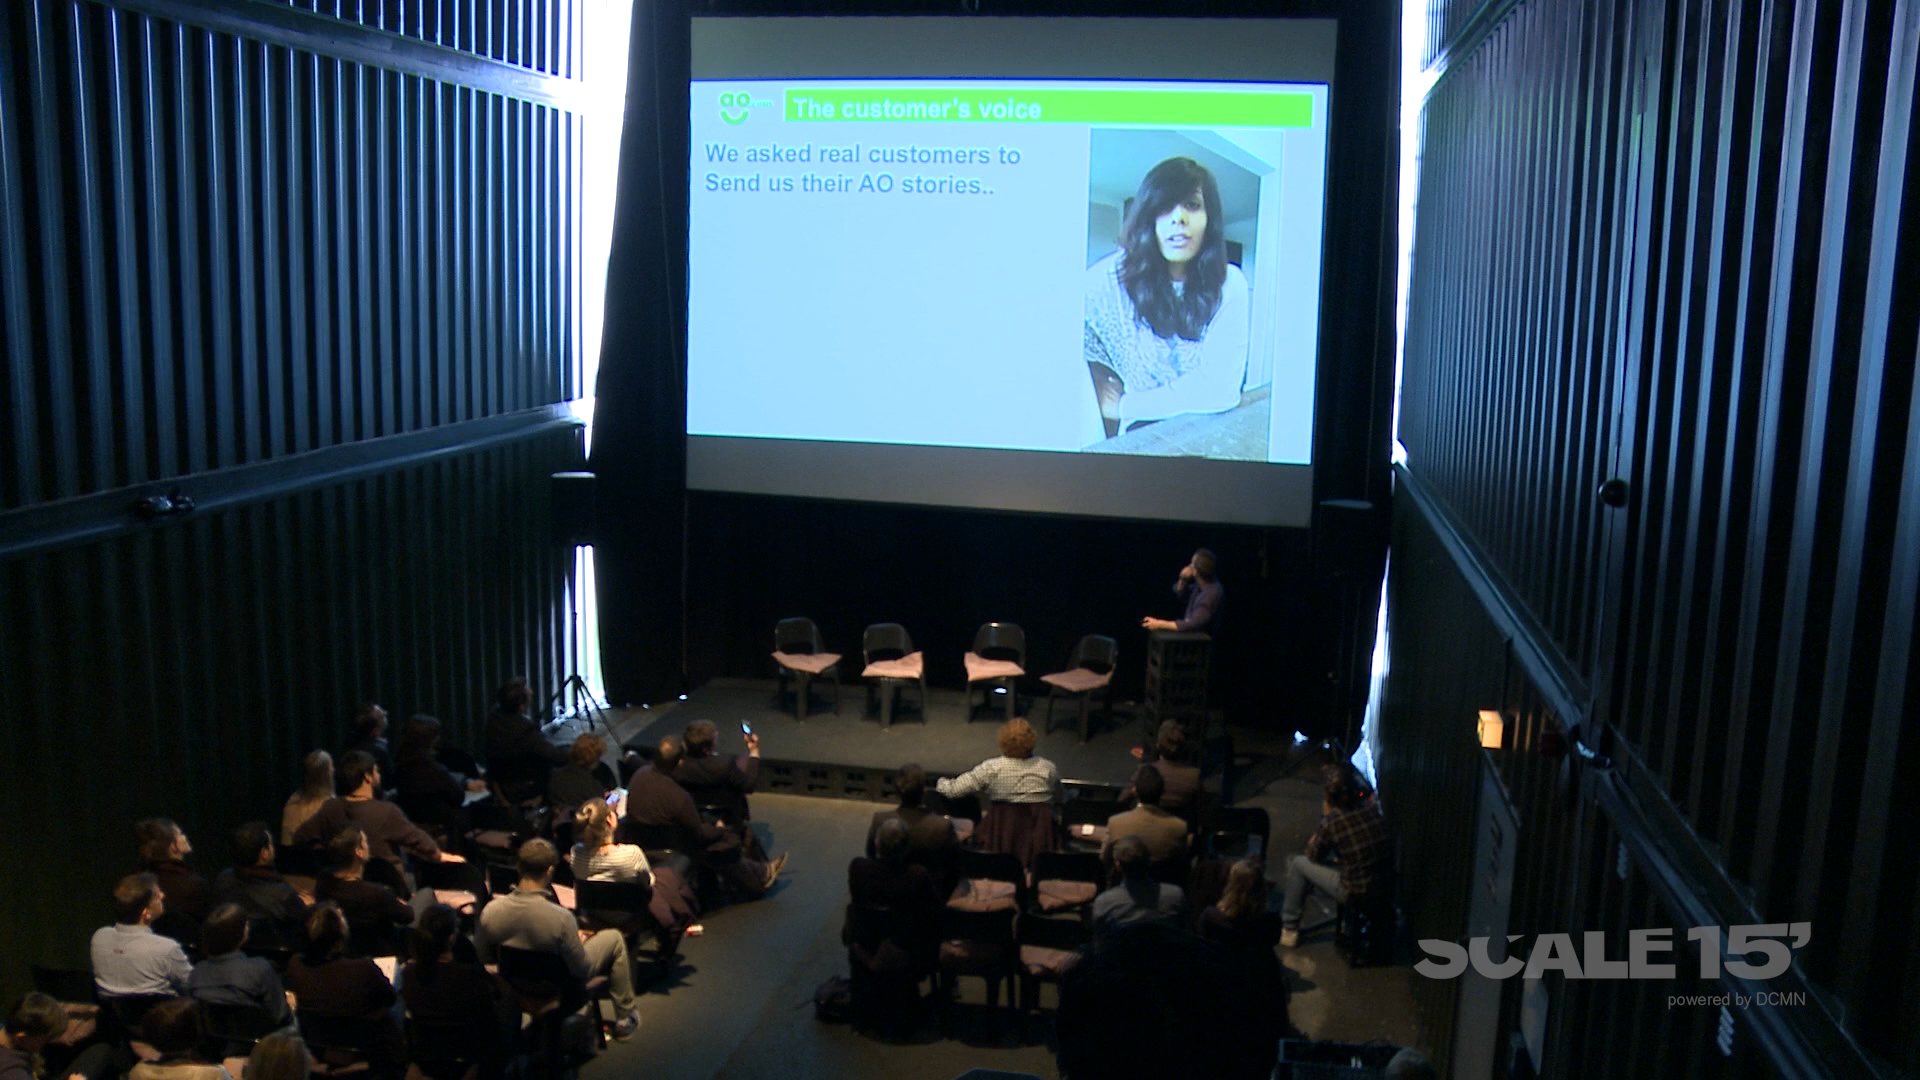 ao.com
The customer's voice
We asked real customers to
Send us their AO stories..
SCALE 15'
powered by DCMN